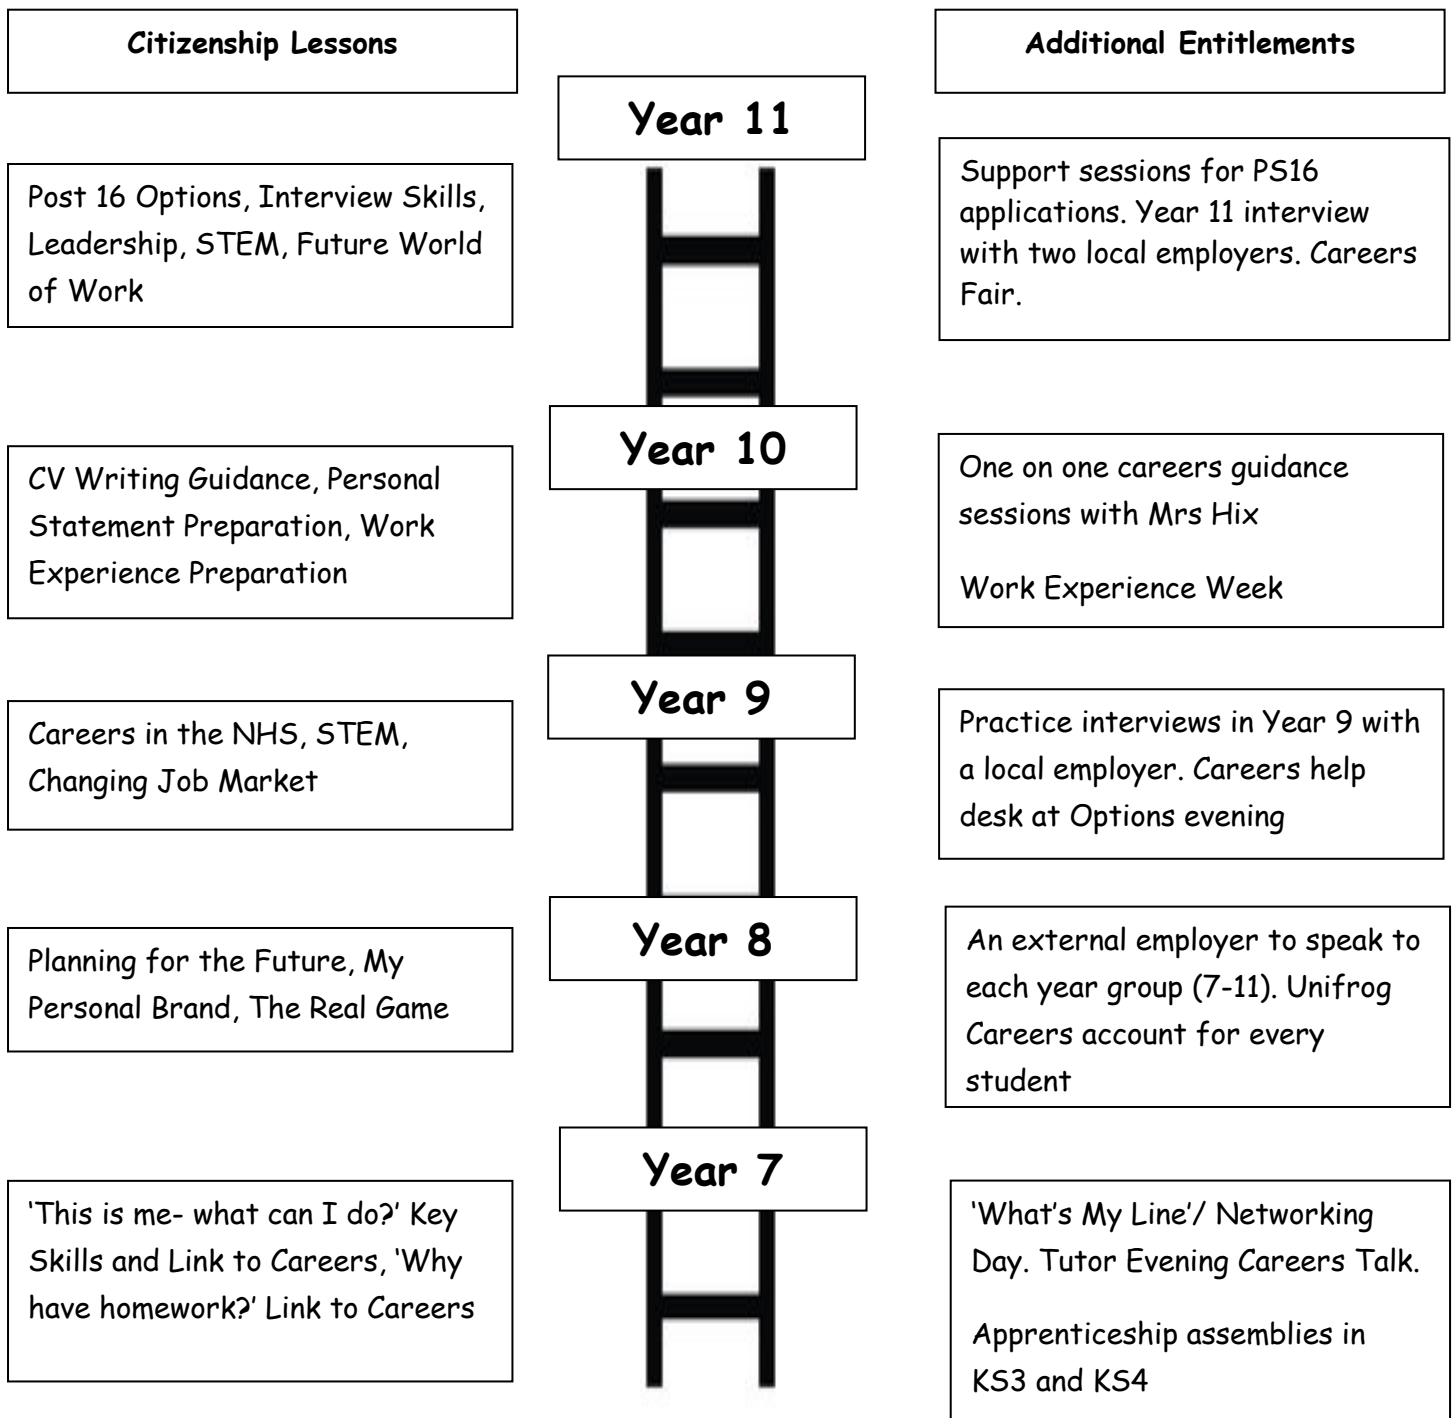 Citizenship Lessons
Additional Entitlements
Year 11
Post 16 Options, Interview Skills,
Leadership, STEM, Future World
of Work
Support sessions for PS16
applications. Year 11 interview
with two local employers. Careers
Fair.
Year 10
CV Writing Guidance, Personal
Statement Preparation, Work
Experience Preparation
One on one careers guidance
sessions with Mrs Hix
Work Experience Week
Year 9
Careers in the NHS, STEM,
Changing Job Market
Practice interviews in Year 9 with
a local employer. Careers help
desk at Options evening
Year 8
Planning for the Future, My
Personal Brand, The Real Game
An external employer to speak to
each year group (7-11). Unifrog
Careers account for every
student
Year 7
‘This is me- what can I do?’ Key
Skills and Link to Careers, ‘Why
have homework?’ Link to Careers
‘What’s My Line’/ Networking
Day. Tutor Evening Careers Talk.
Apprenticeship assemblies in
KS3 and KS4